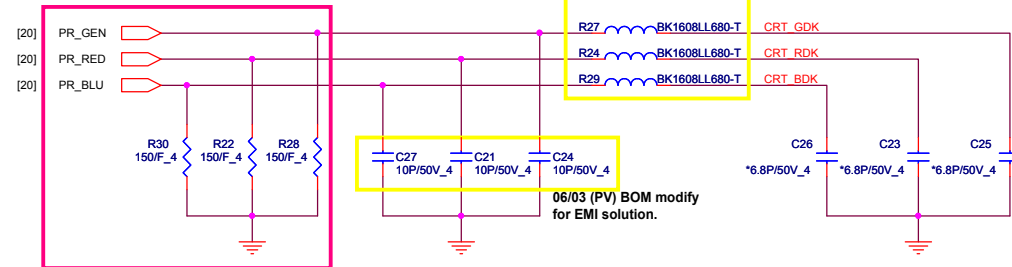 [20] PR_GEN R27 BK1608LL680-T CRT_GDK
[20] PR_RED R24 BK1608LL680-T CRT_RDK
[20] PR_BLU R29 BK1608LL680-T CRT_BDK
R30 R22 R28
150/F_4 150/F_4 150/F_4
C27 C21 C24
10P/50V_4 10P/50V_4 10P/50V_4
C26 C23 C25
*6.8P/50V_4 *6.8P/50V_4 *6.8P/50V_4
06/03 (PV) BOM modify
for EMI solution.